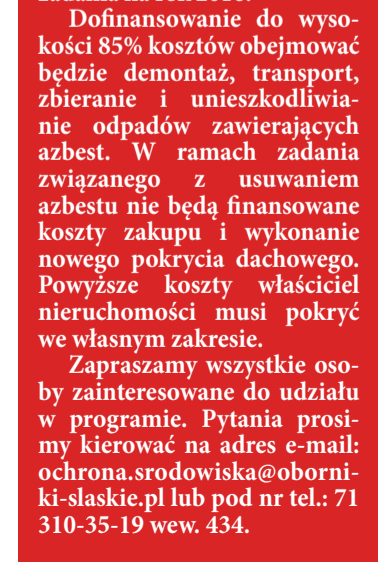 Dofinansowanie do wyso-
kości 85% kosztów obejmować
będzie demontaż, transport,
zbieranie i unieszkodliwia-
nie odpadów zawierających
azbest. W ramach zadania
związanego z usuwaniem
azbestu nie będą finansowane
koszty zakupu i wykonanie
nowego pokrycia dachowego.
Powyższe koszty właściciel
nieruchomości musi pokryć
we własnym zakresie.
Zapraszamy wszystkie oso-
by zainteresowane do udziału
w programie. Pytania prosi-
my kierować na adres e-mail:
ochrona.srodowiska@oborni-
ki-slaskie.pl lub pod nr tel.: 71
310-35-19 wew. 434.